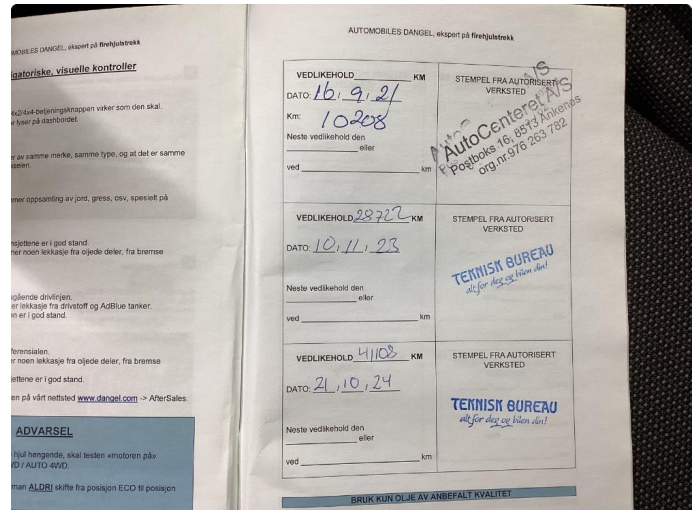 AUTOMOBILES DANGEL, ekspert på firehjulstrekk
igatoriske, visuelle kontroller
4x2/4x4-betjeningsknappen virker som den skal.
lyser på dashbordet.
er av samme merke, samme type, og at det er samme
mer oppsamling av jord, gress, osv, spesielt på
nsjettene er i god stand.
ner noen lekkasje fra oljede deler, fra bremse
gående drivlinjen.
er lekkasje fra drivstoff og AdBlue tanker.
n er i god stand.
ferensialen.
r noen lekkasje fra oljede deler, fra bremse
jettene er i god stand.
en på vårt nettsted www.dangel.com -> AfterSales.
ADVARSEL
hjul hengende, skal testen «motoren på»
WD / AUTO 4WD.
man ALDRI skifte fra posisjon ECO til posisjon
AUTOMOBILES DANGEL, ekspert på firehjulstrekk
VEDLIKEHOLD KM
DATO: 16, 9, 21
Km: 10208
Neste vedlikehold den
eller
ved km
STEMPEL FRA AUTORISERT
VERKSTED
AutoCenteret A/S
Postboks 16, 8513 Ankenes
org.nr.976 263 782
VEDLIKEHOLD 28722 KM
DATO: 10, 11, 23
Neste vedlikehold den
eller
ved km
STEMPEL FRA AUTORISERT
VERKSTED
TEKNISK BUREAU
alt for deg og bilen din!
VEDLIKEHOLD 41108 KM
DATO: 21, 10, 24
Neste vedlikehold den
eller
ved km
STEMPEL FRA AUTORISERT
VERKSTED
TEKNISK BUREAU
alt for deg og bilen din!
BRUK KUN OLJE AV ANBEFALT KVALITET